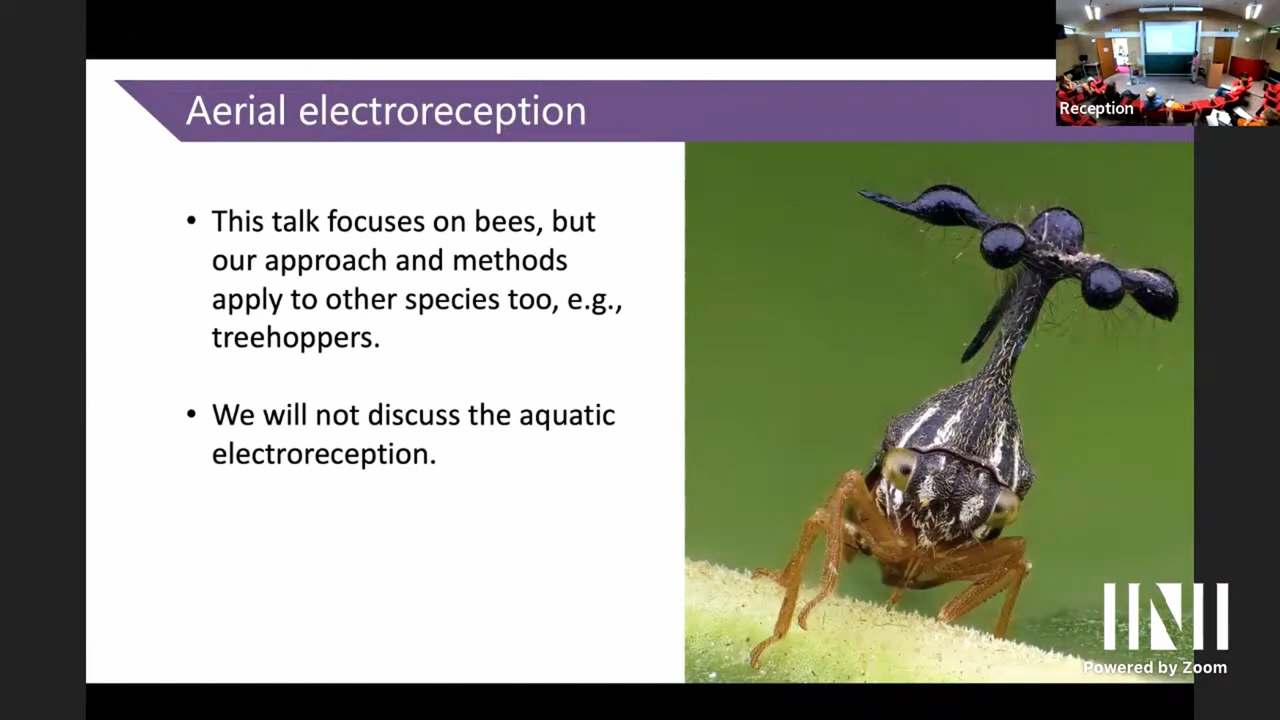 Aerial electroreception
Reception
• This talk focuses on bees, but
our approach and methods
apply to other species too, e.g.,
treehoppers.
• We will not discuss the aquatic
electroreception.
INI
Powered by Zoom